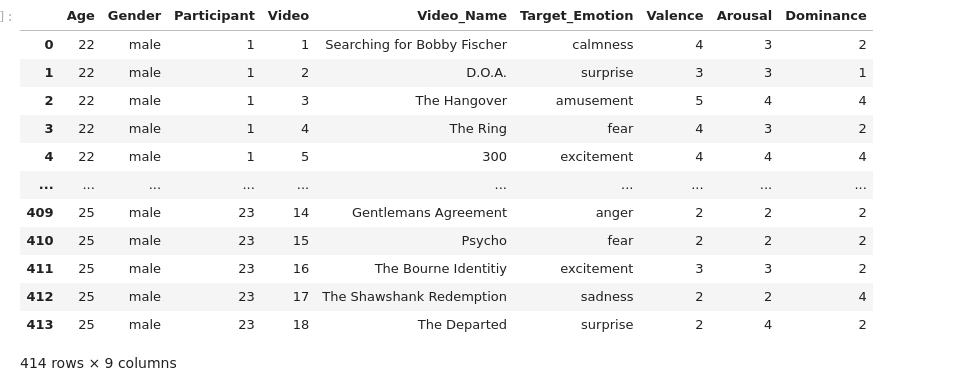 ]:
Age Gender Participant Video Video_Name Target_Emotion Valence Arousal Dominance
0 22 male 1 1 Searching for Bobby Fischer calmness 4 3 2
1 22 male 1 2 D.O.A. surprise 3 3 1
2 22 male 1 3 The Hangover amusement 5 4 4
3 22 male 1 4 The Ring fear 4 3 2
4 22 male 1 5 300 excitement 4 4 4
... ... ... ... ... ... ... ... ... ...
409 25 male 23 14 Gentlemans Agreement anger 2 2 2
410 25 male 23 15 Psycho fear 2 2 2
411 25 male 23 16 The Bourne Identitiy excitement 3 3 2
412 25 male 23 17 The Shawshank Redemption sadness 2 2 4
413 25 male 23 18 The Departed surprise 2 4 2
414 rows × 9 columns